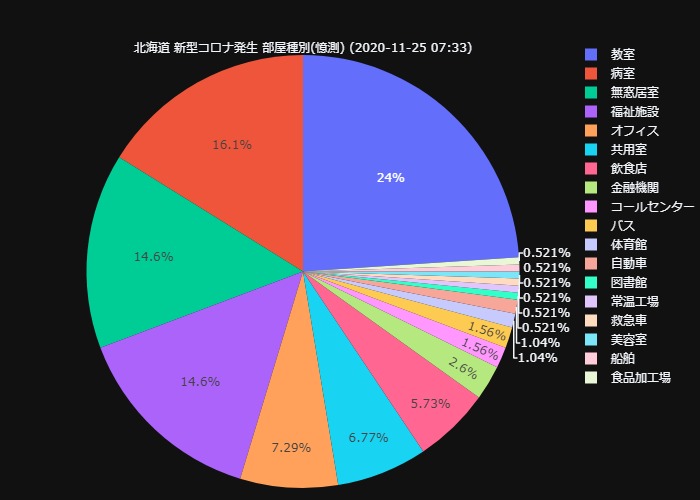 北海道 新型コロナ発生 部屋種別(憶測) (2020-11-25 07:33)
24%
16.1%
14.6%
14.6%
7.29%
6.77%
5.73%
2.6%
1.56%
1.56%
0.521%
0.521%
0.521%
0.521%
0.521%
0.521%
1.04%
1.04%
教室
病室
無窓居室
福祉施設
オフィス
共用室
飲食店
金融機関
コールセンター
バス
体育館
自動車
図書館
常温工場
救急車
美容室
船舶
食品加工場